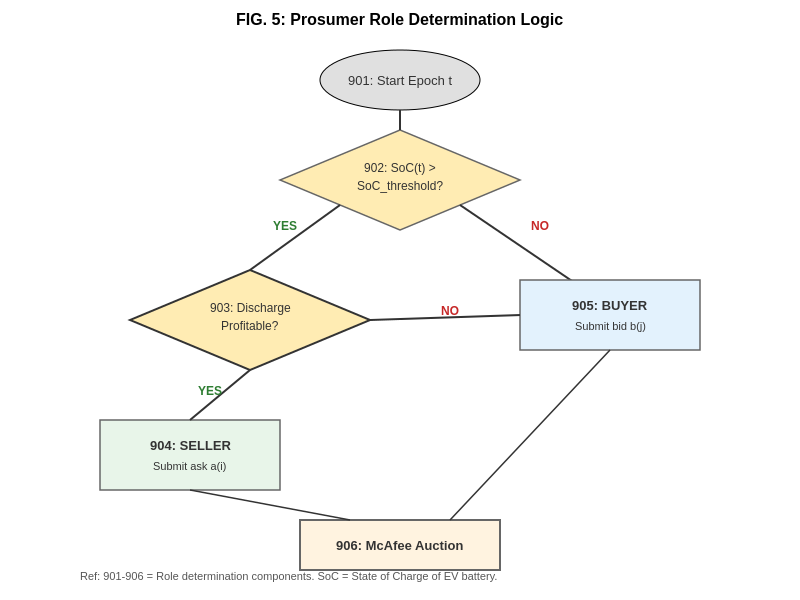 FIG. 5: Prosumer Role Determination Logic
901: Start Epoch t
902: SoC(t) >
SoC_threshold?
YES
NO
903: Discharge
Profitable?
NO
905: BUYER
Submit bid b(j)
YES
904: SELLER
Submit ask a(i)
906: McAfee Auction
Ref: 901-906 = Role determination components. SoC = State of Charge of EV battery.